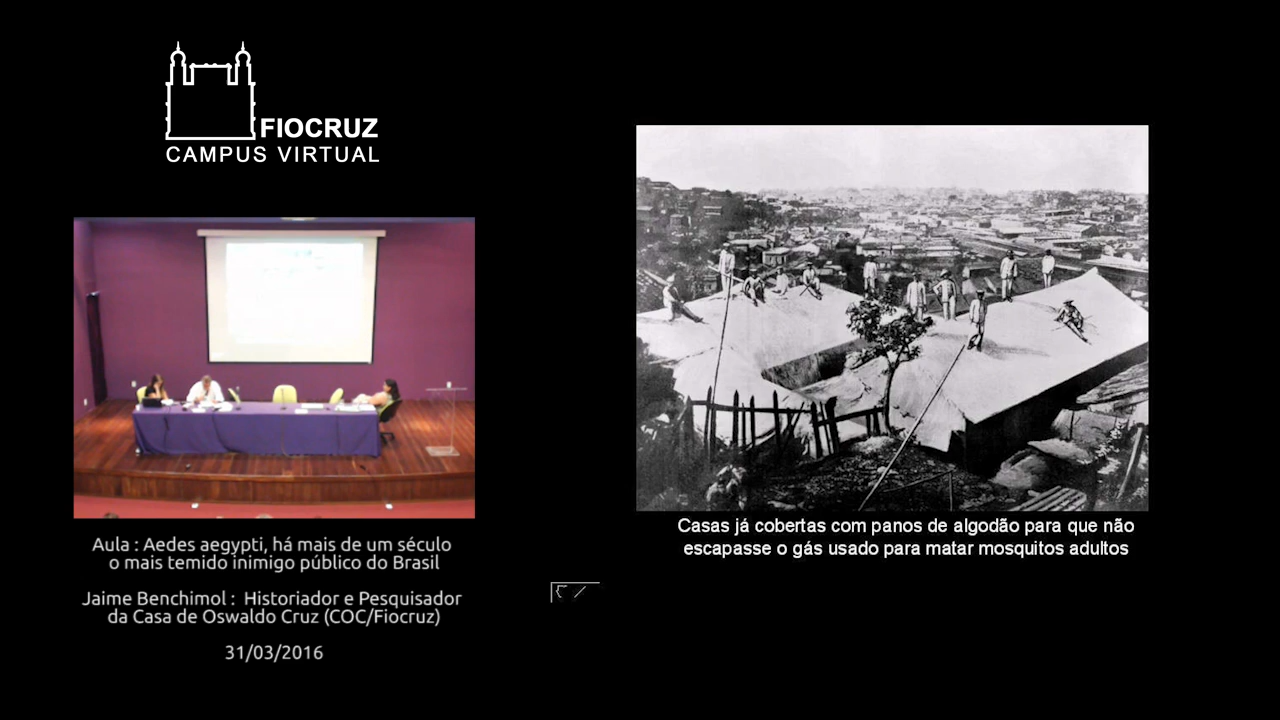 FIOCRUZ
CAMPUS VIRTUAL
Aula : Aedes aegypti, há mais de um século
o mais temido inimigo público do Brasil
Jaime Benchimol : Historiador e Pesquisador
da Casa de Oswaldo Cruz (COC/Fiocruz)
31/03/2016
Casas já cobertas com panos de algodão para que não
escapasse o gás usado para matar mosquitos adultos